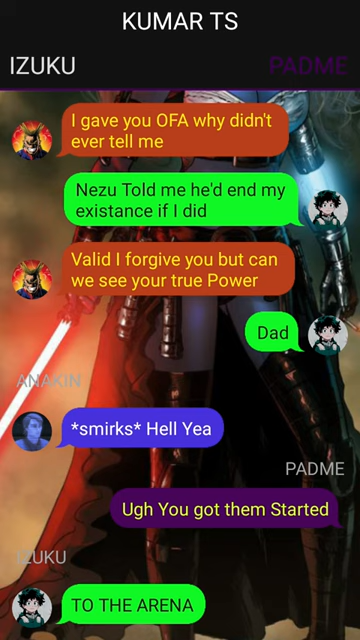 KUMAR TS
IZUKU
PADME
I gave you OFA why didn't
ever tell me
Nezu Told me he'd end my
existance if I did
Valid I forgive you but can
we see your true Power
Dad
ANAKIN
*smirks* Hell Yea
PADME
Ugh You got them Started
IZUKU
TO THE ARENA